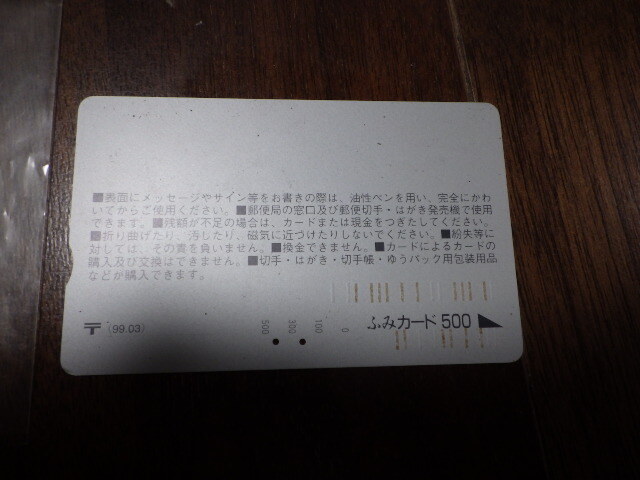 ■表面にメッセージやサイン等をお書きの際は、油性ペンを用い、完全にかわ
いてからご使用ください。■郵便局の窓口及び郵便切手・はがき発売機で使用
できます。■残額が不足の場合は、カードまたは現金をつぎたしてください。
■折り曲げたり、汚したり、磁気に近づけたりしないでください。■紛失等に
対しては、その責を負いません。■換金できません。■カードによるカードの
購入及び交換はできません。■切手・はがき・切手帳・ゆうパック用包装用品
などが購入できます。
〒 (99.03) 500 300 100 0 ふみカード 500